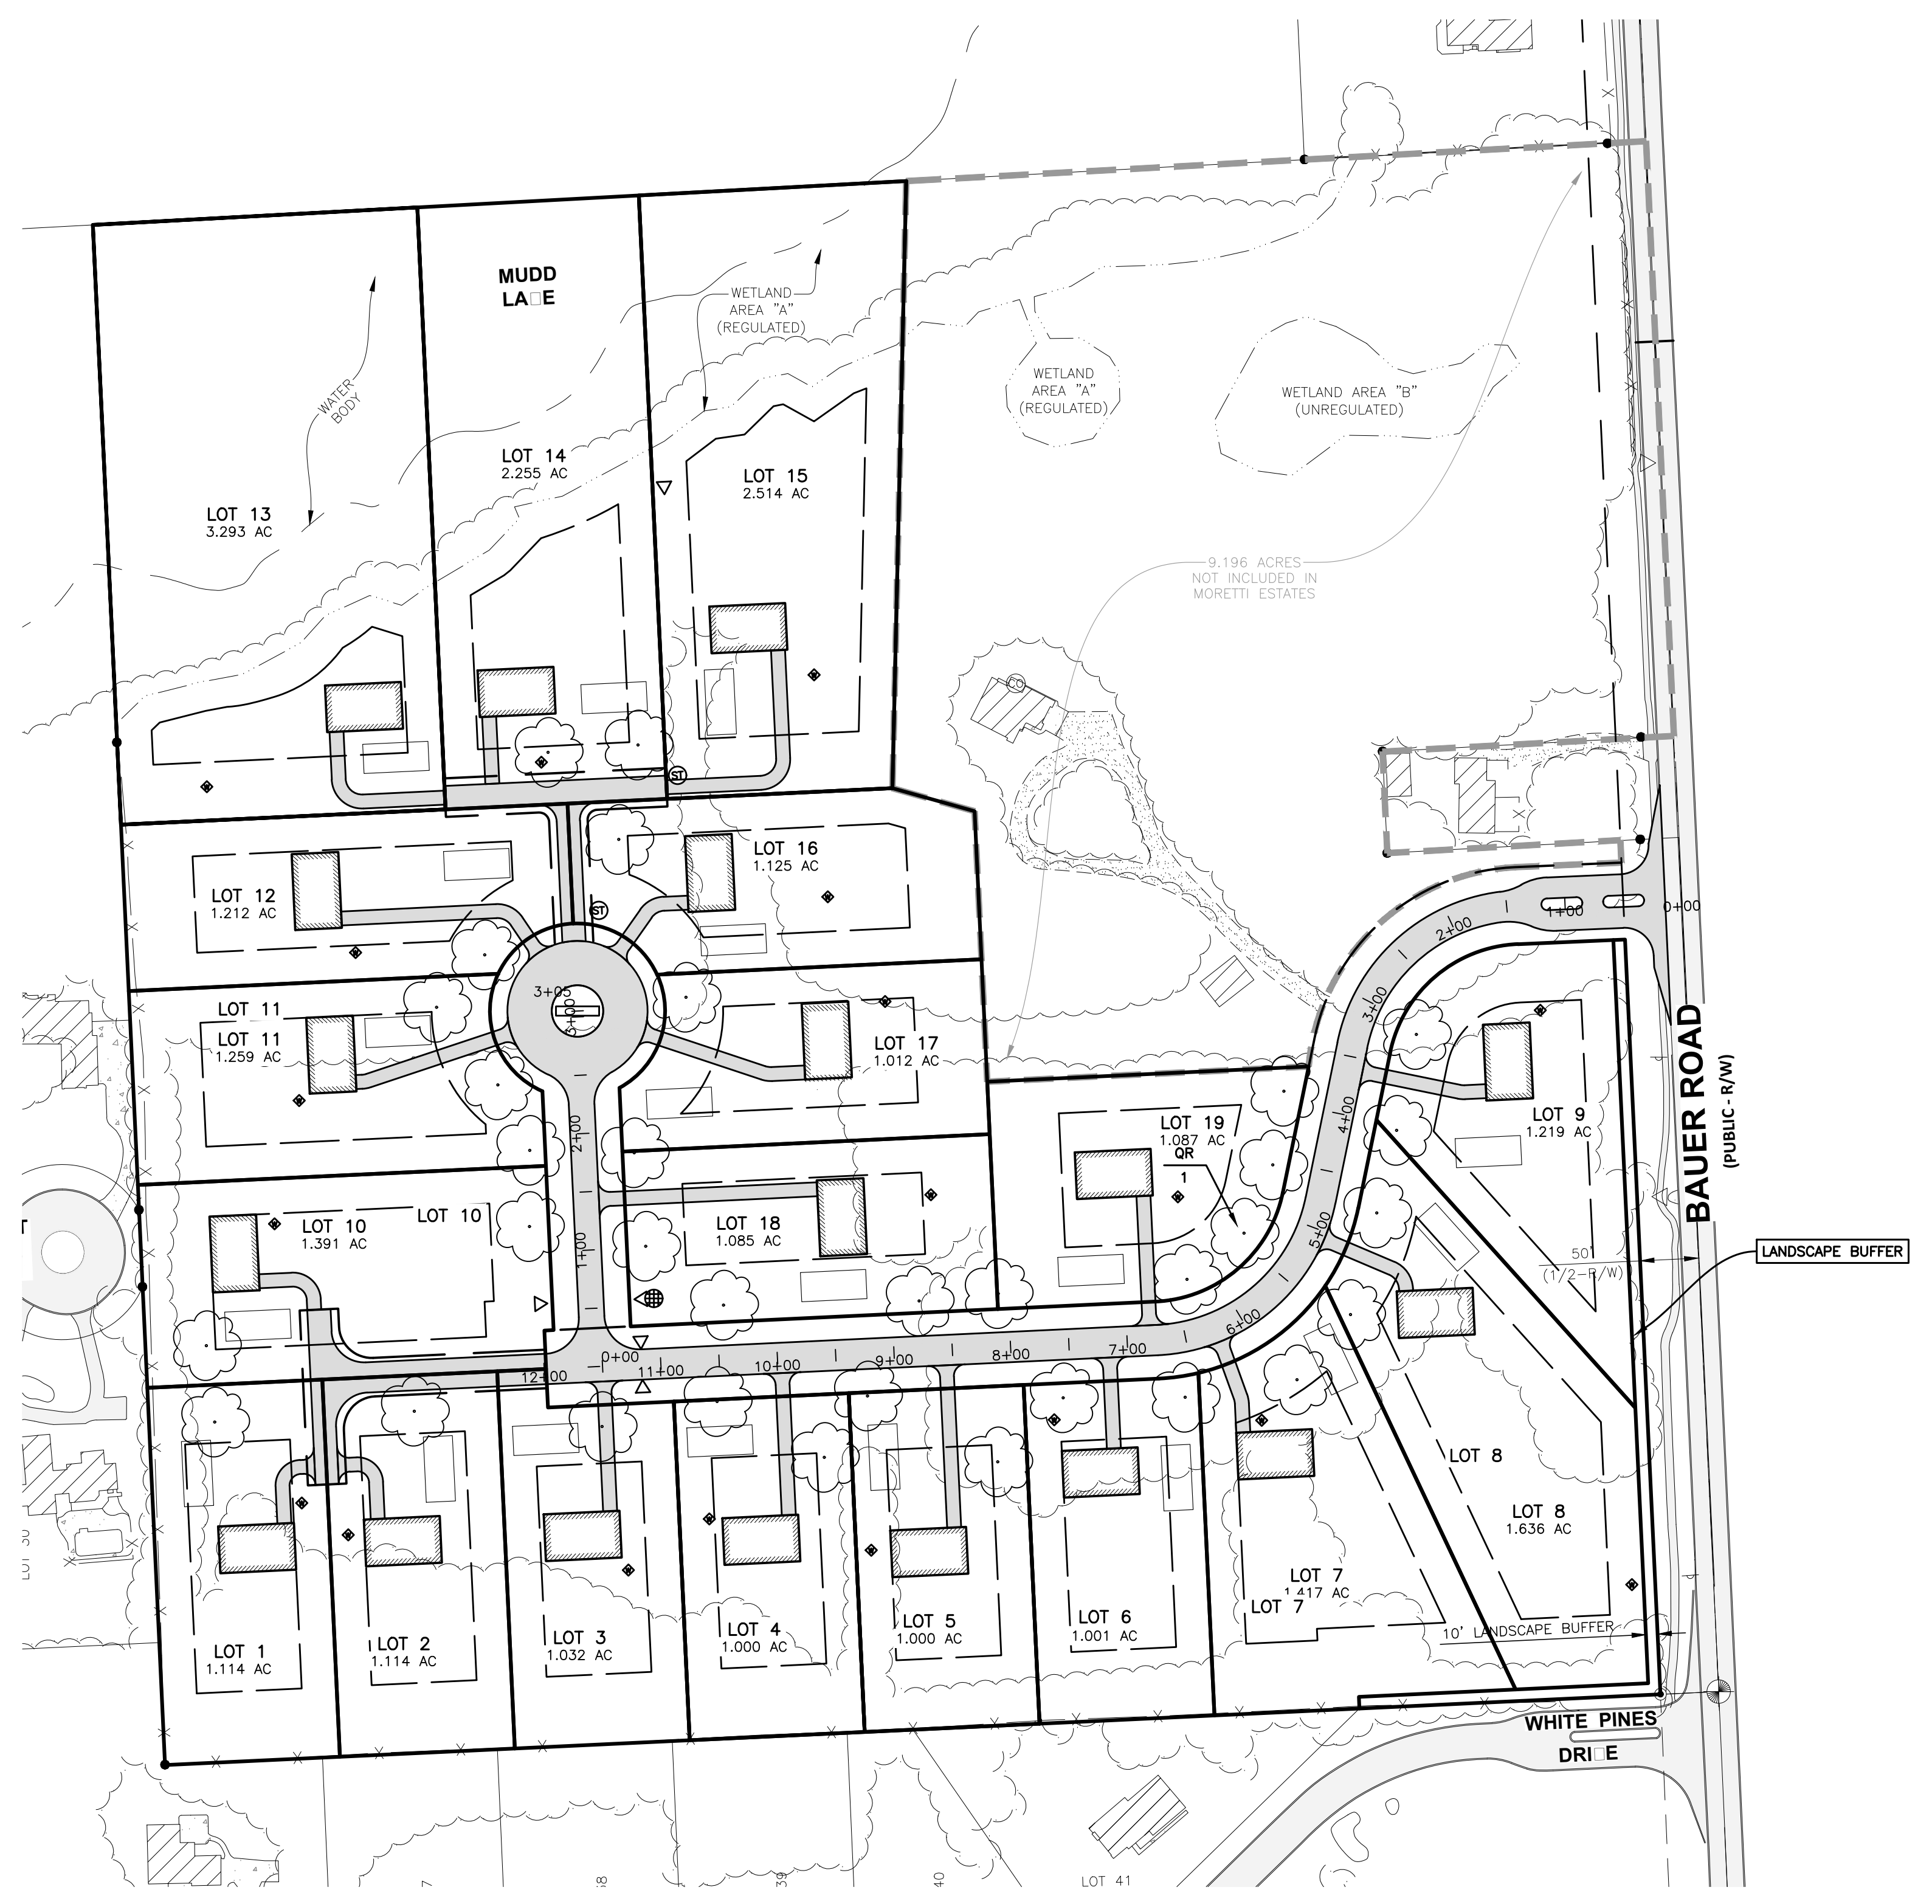 MUDD
LA□E
WETLAND
AREA "A"
(REGULATED)
WATER
BODY
WETLAND
AREA "A"
(REGULATED)
WETLAND AREA "B"
(UNREGULATED)
LOT 14
2.255 AC
LOT 15
2.514 AC
LOT 13
3.293 AC
9.196 ACRES
NOT INCLUDED IN
MORETTI ESTATES
CO
ST
LOT 16
1.125 AC
LOT 12
1.212 AC
ST
0+00
1+00
2+00
3+00
4+00
5+00
6+00
7+00
8+00
9+00
10+00
11+00
12+00
3+05
3+00
2+00
1+00
0+00
LOT 11
LOT 11
1.259 AC
LOT 17
1.012 AC
LOT 19
1.087 AC
QR
1
LOT 9
1.219 AC
BAUER ROAD
(PUBLIC - R/W)
LOT 10
LOT 10
1.391 AC
LOT 18
1.085 AC
50'
(1/2-R/W)
LANDSCAPE BUFFER
LOT 8
LOT 8
1.636 AC
LOT 7
1.417 AC
LOT 7
LOT 6
1.001 AC
LOT 5
1.000 AC
LOT 4
1.000 AC
LOT 3
1.032 AC
LOT 2
1.114 AC
LOT 1
1.114 AC
10' LANDSCAPE BUFFER
WHITE PINES
DRI□E
LOT 41